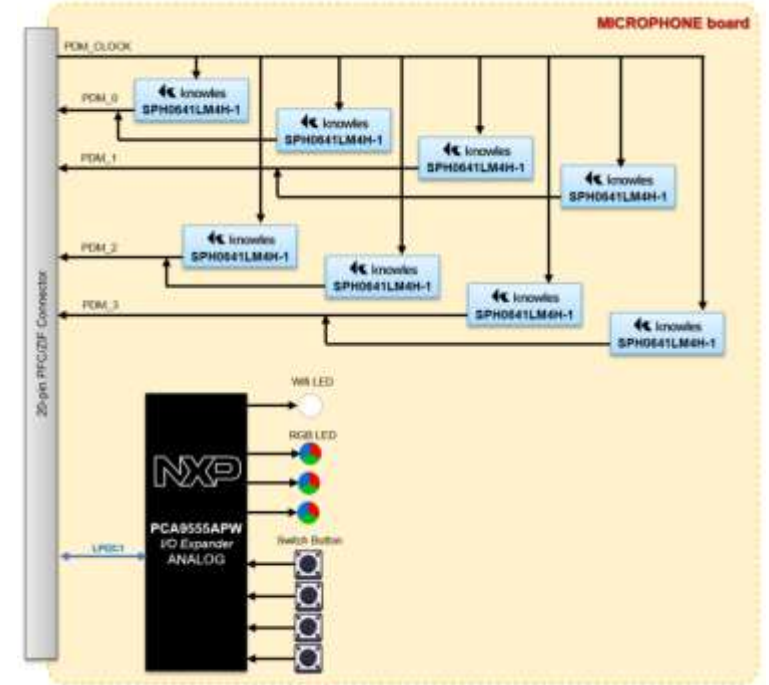 MICROPHONE board
PDM_CLOCK
PDM_0
knowles
SPH0641LM4H-1
knowles
SPH0641LM4H-1
PDM_1
knowles
SPH0641LM4H-1
knowles
SPH0641LM4H-1
PDM_2
knowles
SPH0641LM4H-1
knowles
SPH0641LM4H-1
PDM_3
knowles
SPH0641LM4H-1
knowles
SPH0641LM4H-1
20-pin PFC/ZIF Connector
Wifi LED
RGB LED
NXP
PCA9555APW
I/O Expander
ANALOG
Switch Button
LPI2C1